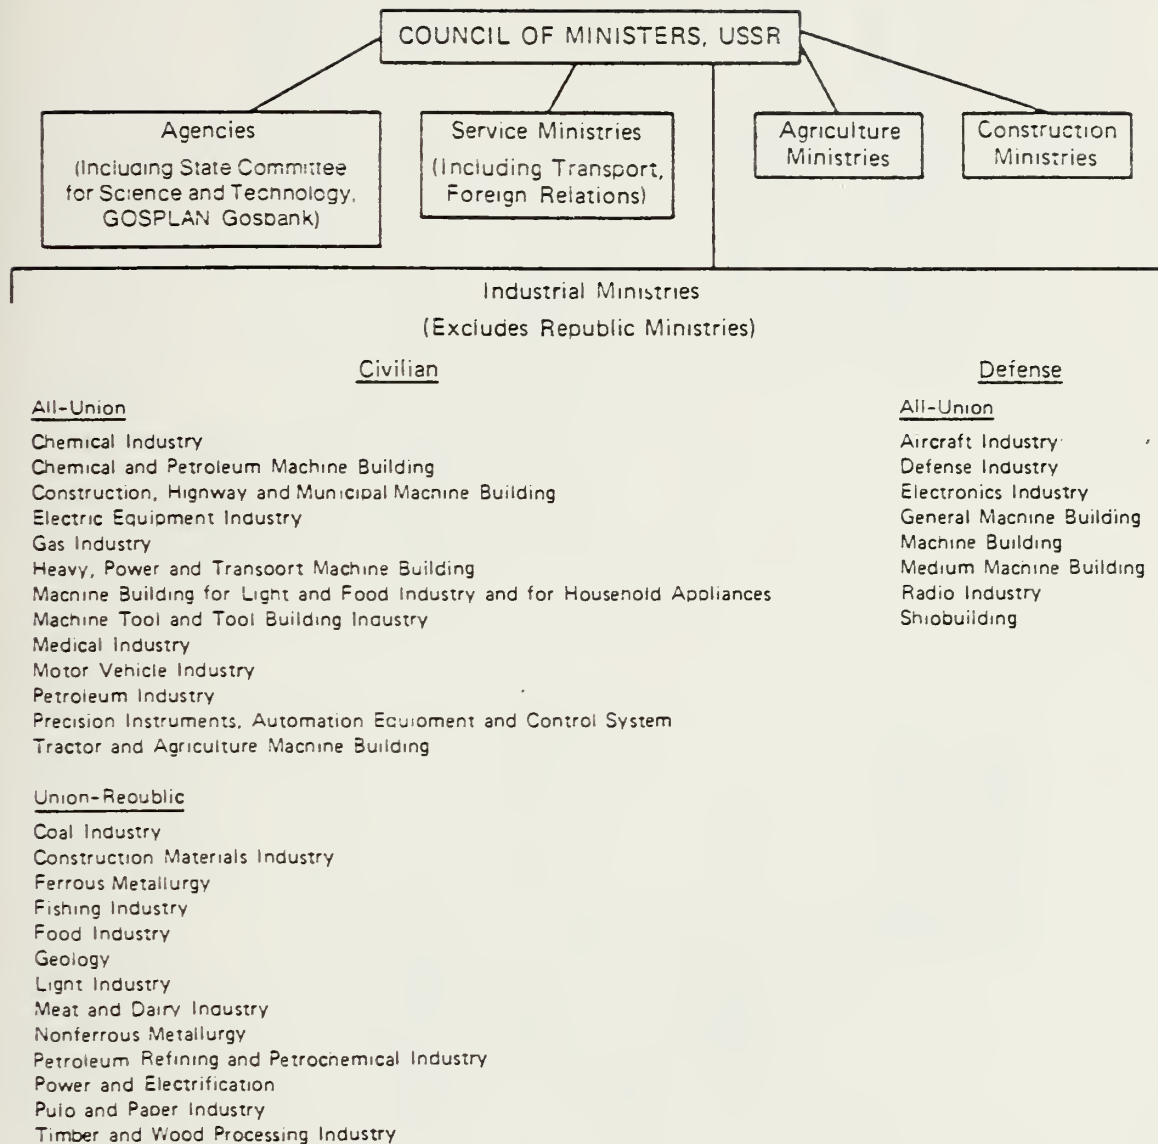 COUNCIL OF MINISTERS, USSR
Agencies
(Including State Committee
for Science and Technology,
GOSPLAN Gosbank)
Service Ministries
(Including Transport,
Foreign Relations)
Agriculture
Ministries
Construction
Ministries
Industrial Ministries
(Excludes Republic Ministries)
Civilian
All-Union
Chemical Industry
Chemical and Petroleum Machine Building
Construction, Highway and Municipal Machine Building
Electric Equipment Industry
Gas Industry
Heavy, Power and Transport Machine Building
Machine Building for Light and Food Industry and for Household Appliances
Machine Tool and Tool Building Industry
Medical Industry
Motor Vehicle Industry
Petroleum Industry
Precision Instruments, Automation Equipment and Control System
Tractor and Agriculture Machine Building
Union-Republic
Coal Industry
Construction Materials Industry
Ferrous Metallurgy
Fishing Industry
Food Industry
Geology
Light Industry
Meat and Dairy Industry
Nonferrous Metallurgy
Petroleum Refining and Petrochemical Industry
Power and Electrification
Pulp and Paper Industry
Timber and Wood Processing Industry
Defense
All-Union
Aircraft Industry
Defense Industry
Electronics Industry
General Machine Building
Machine Building
Medium Machine Building
Radio Industry
Shipbuilding